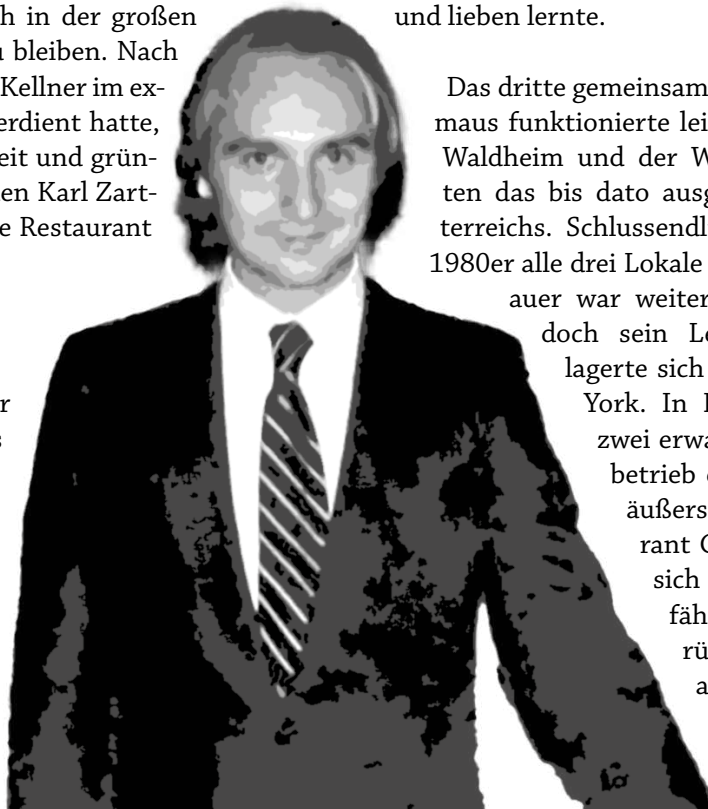 h in der großen
u bleiben. Nach
Kellner im ex-
erdient hatte,
eit und grün-
en Karl Zart-
e Restaurant
r
und lieben lernte.
Das dritte gemeinsam
maus funktionierte lei
Waldheim und der W
ten das bis dato ausg
terreichs. Schlussendl
1980er alle drei Lokale
auer war weiter
doch sein Le
lagerte sich
York. In
zwei erwa
betrieb
äußers
rant
sich
fäh
rü
a